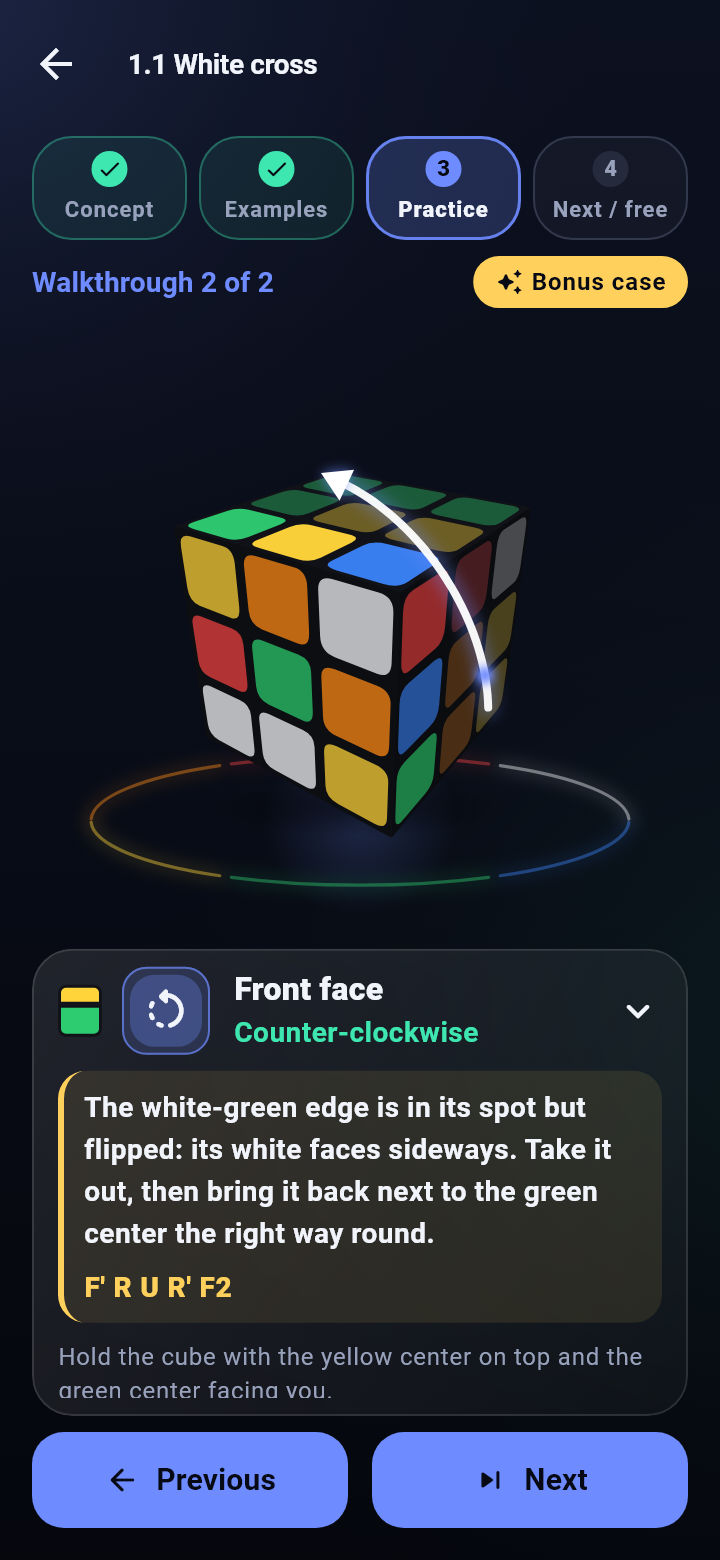 1.1 White cross
Concept
Examples
3
Practice
4
Next / free
Walkthrough 2 of 2
Bonus case
Front face
Counter-clockwise
The white-green edge is in its spot but
flipped: its white faces sideways. Take it
out, then bring it back next to the green
center the right way round.
F' R U R' F2
Hold the cube with the yellow center on top and the
green center facing you.
Previous
Next